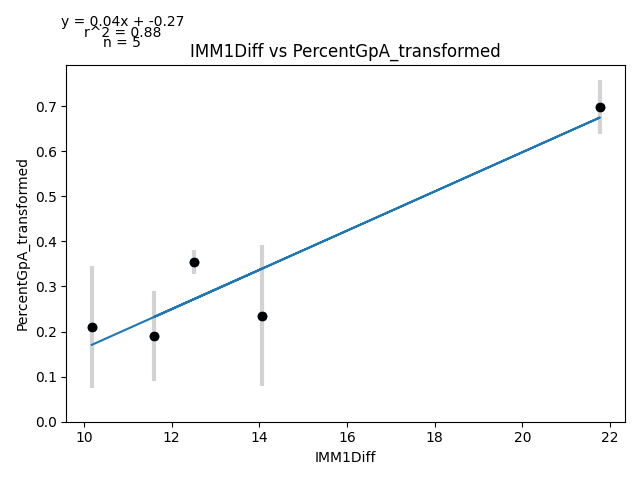 y = 0.04x + -0.27
r^2 = 0.88
n = 5
IMM1Diff vs PercentGpA_transformed
PercentGpA_transformed
0.7
0.6
0.5
0.4
0.3
0.2
0.1
0.0
10 12 14 16 18 20 22
IMM1Diff